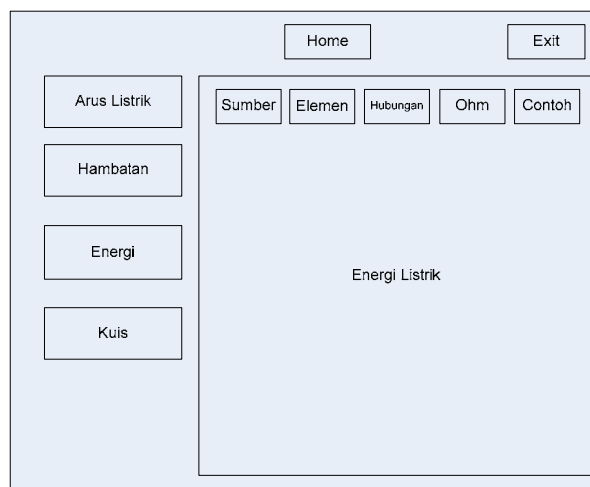 Home
Exit
Arus Listrik
Hambatan
Energi
Kuis
Sumber
Elemen
Hubungan
Ohm
Contoh
Energi Listrik